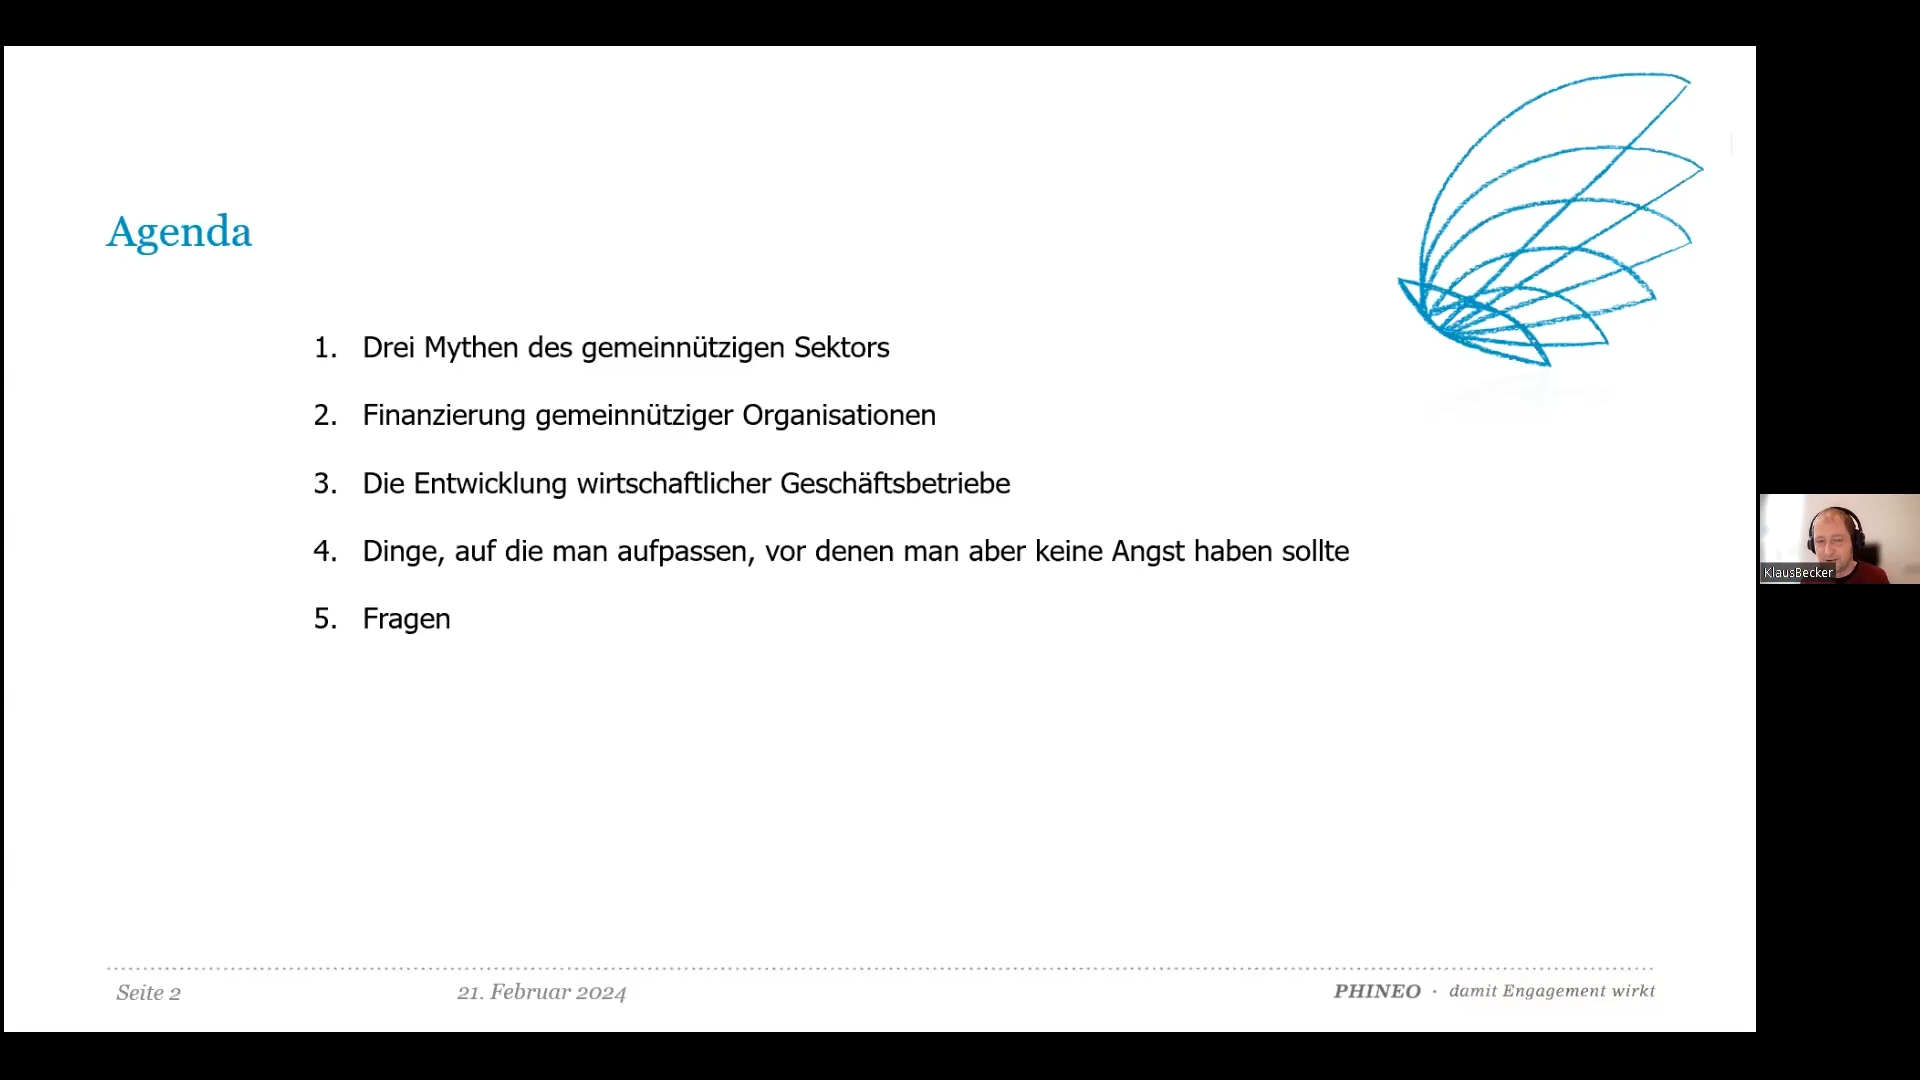 Agenda
1. Drei Mythen des gemeinnützigen Sektors
2. Finanzierung gemeinnütziger Organisationen
3. Die Entwicklung wirtschaftlicher Geschäftsbetriebe
4. Dinge, auf die man aufpassen, vor denen man aber keine Angst haben sollte
5. Fragen
KlausBecker
Seite 2 21. Februar 2024 PHINEO · damit Engagement wirkt